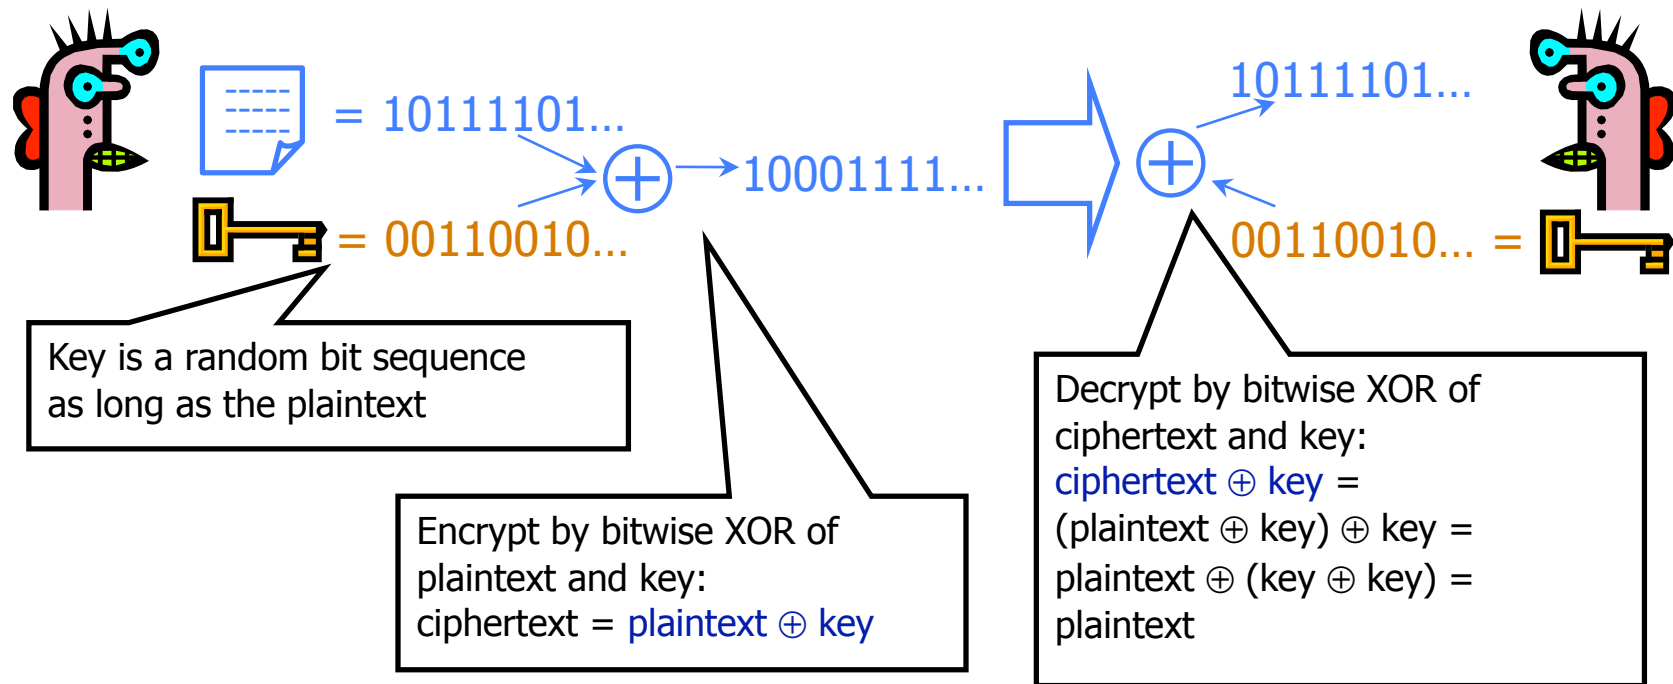 = 10111101...
10001111...
= 00110010...
10111101...
00110010... =
Key is a random bit sequence
as long as the plaintext
Encrypt by bitwise XOR of
plaintext and key:
ciphertext = plaintext ⊕ key
Decrypt by bitwise XOR of
ciphertext and key:
ciphertext ⊕ key =
(plaintext ⊕ key) ⊕ key =
plaintext ⊕ (key ⊕ key) =
plaintext